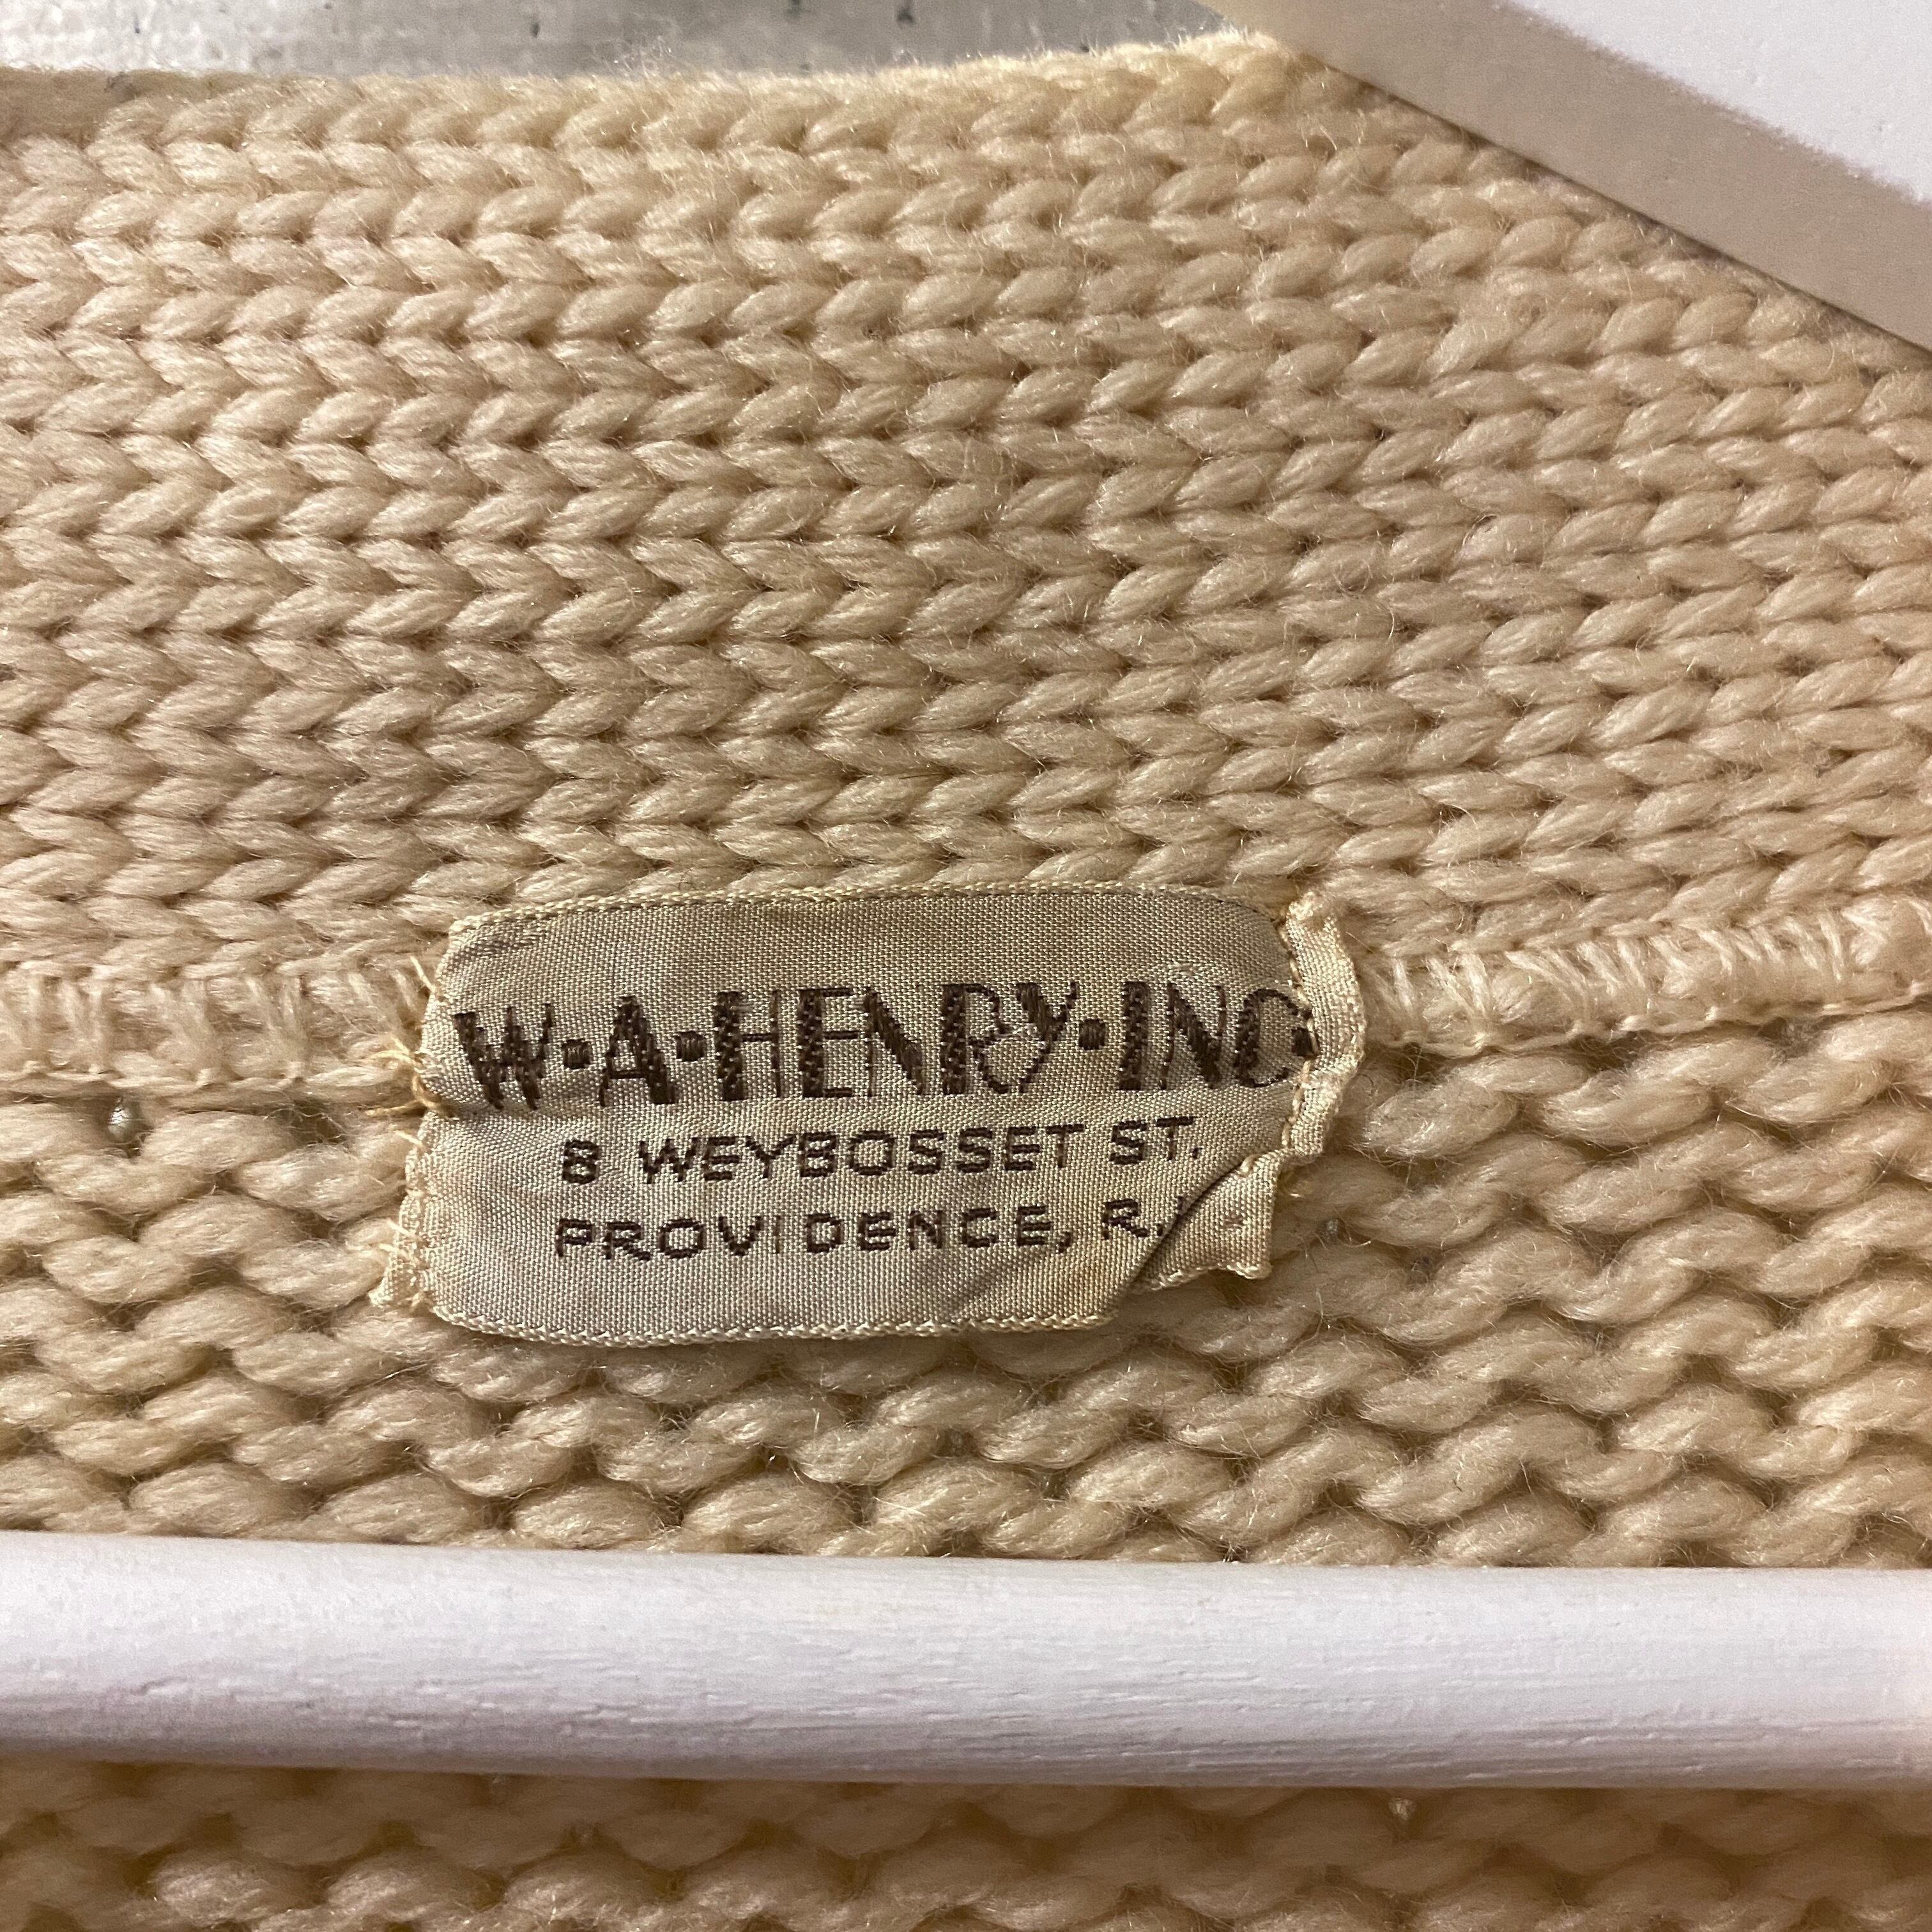 W·A·HENRY·INC.
8 WEYBOSSET ST.
PROVIDENCE, R.I